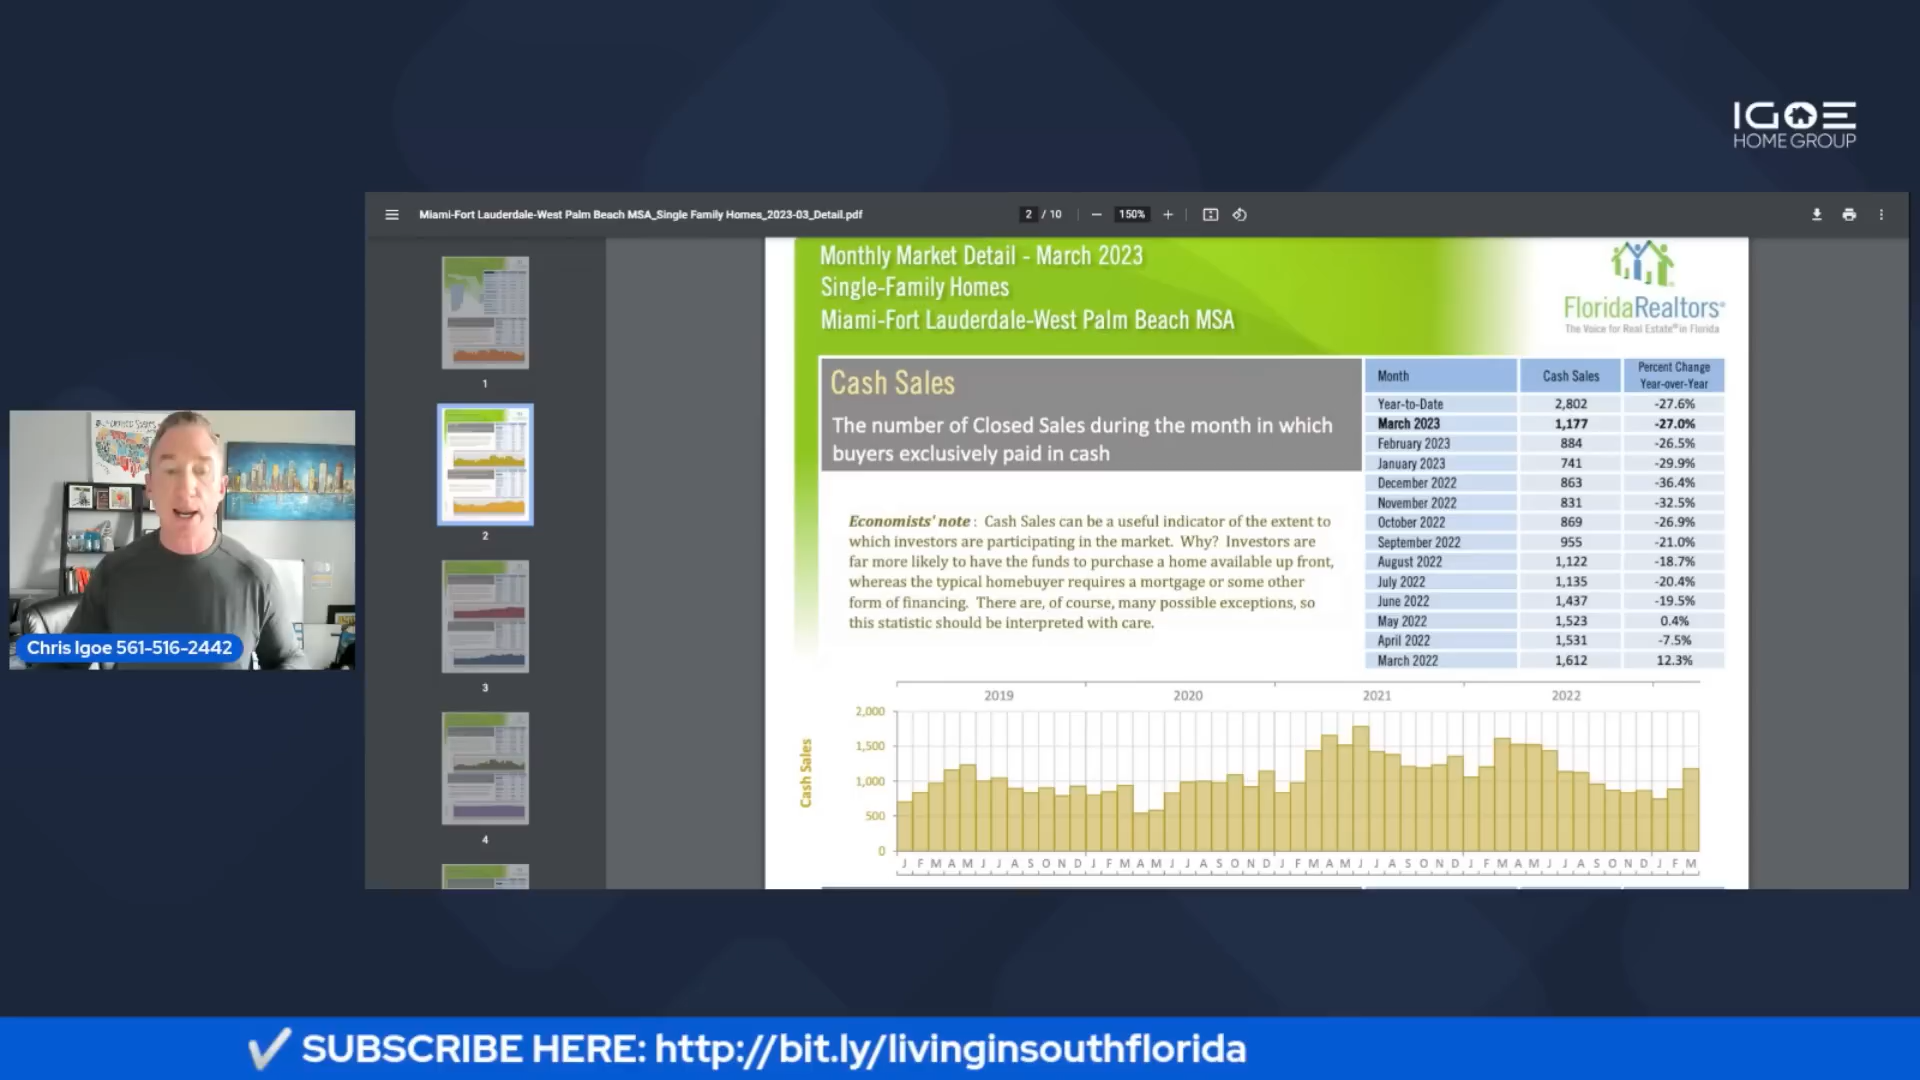 IGOE
HOME GROUP
Miami-Fort Lauderdale-West Palm Beach MSA_Single Family Homes_2023-03_Detail.pdf
2 / 10
150%
1
2
3
4
Monthly Market Detail - March 2023
Single-Family Homes
Miami-Fort Lauderdale-West Palm Beach MSA
FloridaRealtors®
The Voice for Real Estate® in Florida
Cash Sales
The number of Closed Sales during the month in which
buyers exclusively paid in cash
Economists' note : Cash Sales can be a useful indicator of the extent to
which investors are participating in the market. Why? Investors are
far more likely to have the funds to purchase a home available up front,
whereas the typical homebuyer requires a mortgage or some other
form of financing. There are, of course, many possible exceptions, so
this statistic should be interpreted with care.
Month Cash Sales Percent Change Year-over-Year
Year-to-Date 2,802 -27.6%
March 2023 1,177 -27.0%
February 2023 884 -26.5%
January 2023 741 -29.9%
December 2022 863 -36.4%
November 2022 831 -32.5%
October 2022 869 -26.9%
September 2022 955 -21.0%
August 2022 1,122 -18.7%
July 2022 1,135 -20.4%
June 2022 1,437 -19.5%
May 2022 1,523 0.4%
April 2022 1,531 -7.5%
March 2022 1,612 12.3%
2019 2020 2021 2022
Cash Sales
2,000
1,500
1,000
500
0
J F M A M J J A S O N D J F M A M J J A S O N D J F M A M J J A S O N D J F M A M J J A S O N D J F M
Chris Igoe 561-516-2442
SUBSCRIBE HERE: http://bit.ly/livinginsouthflorida